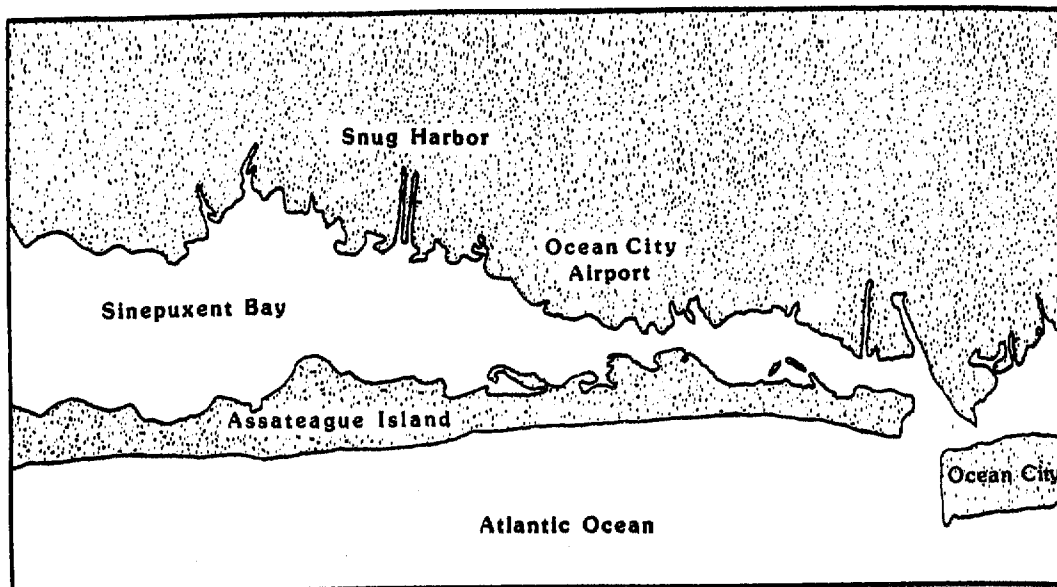 Snug Harbor
Ocean City
Airport
Sinepuxent Bay
Assateague Island
Ocean City
Atlantic Ocean